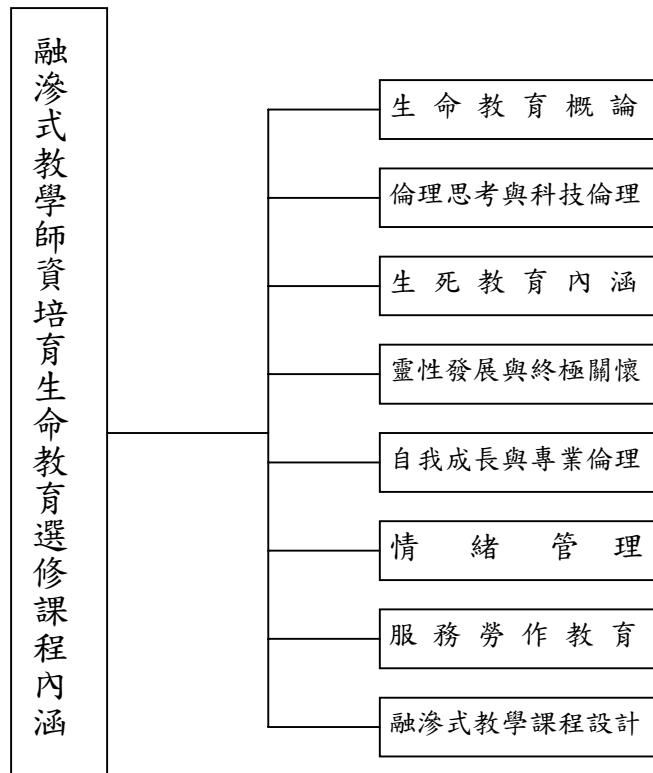 融滲式教學師資培育生命教育選修課程內涵
生命教育概論
倫理思考與科技倫理
生死教育內涵
靈性發展與終極關懷
自我成長與專業倫理
情緒管理
服務勞作教育
融滲式教學課程設計